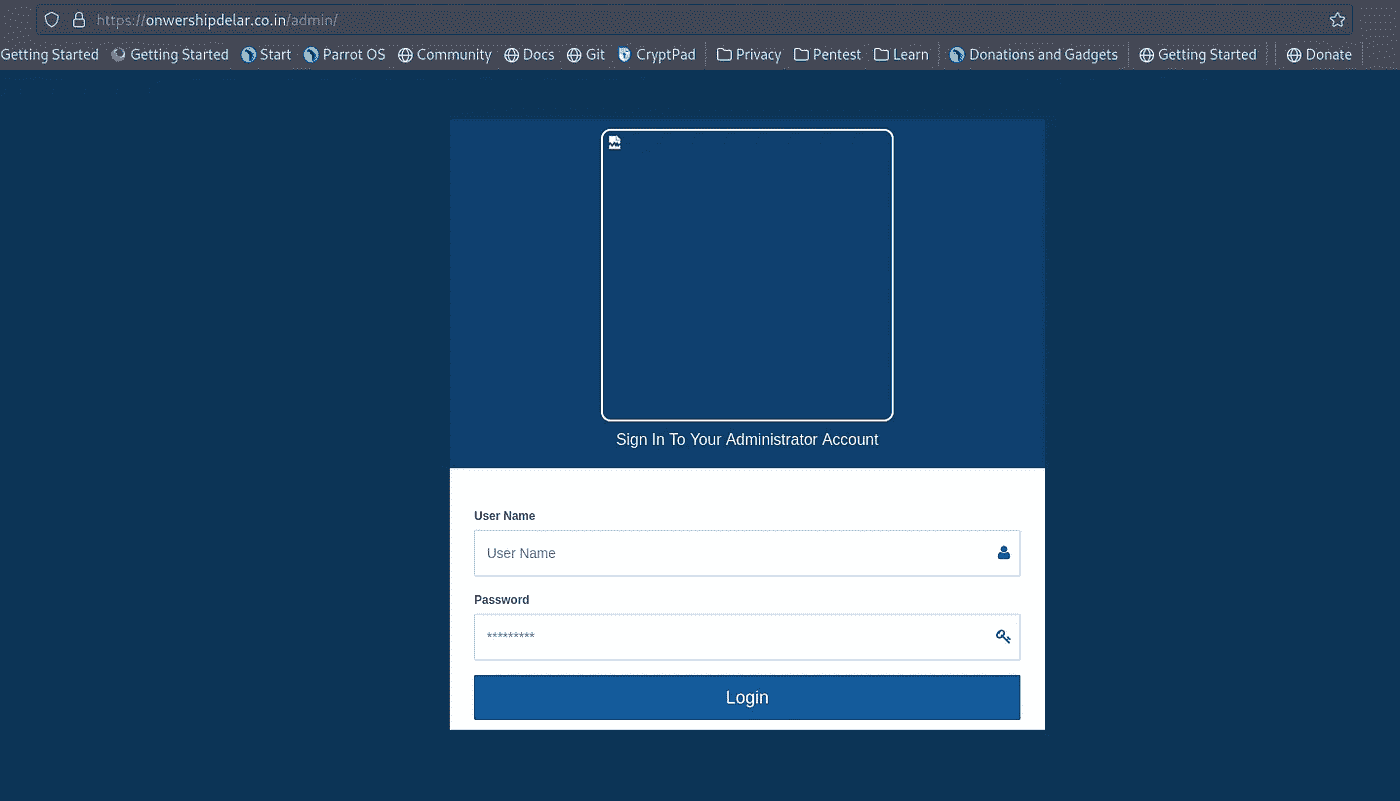 https://onwershipdelar.co.in/admin/
Getting Started Getting Started Start Parrot OS Community Docs Git CryptPad Privacy Pentest Learn Donations and Gadgets Getting Started Donate
Sign In To Your Administrator Account
User Name
User Name
Password
*********
Login